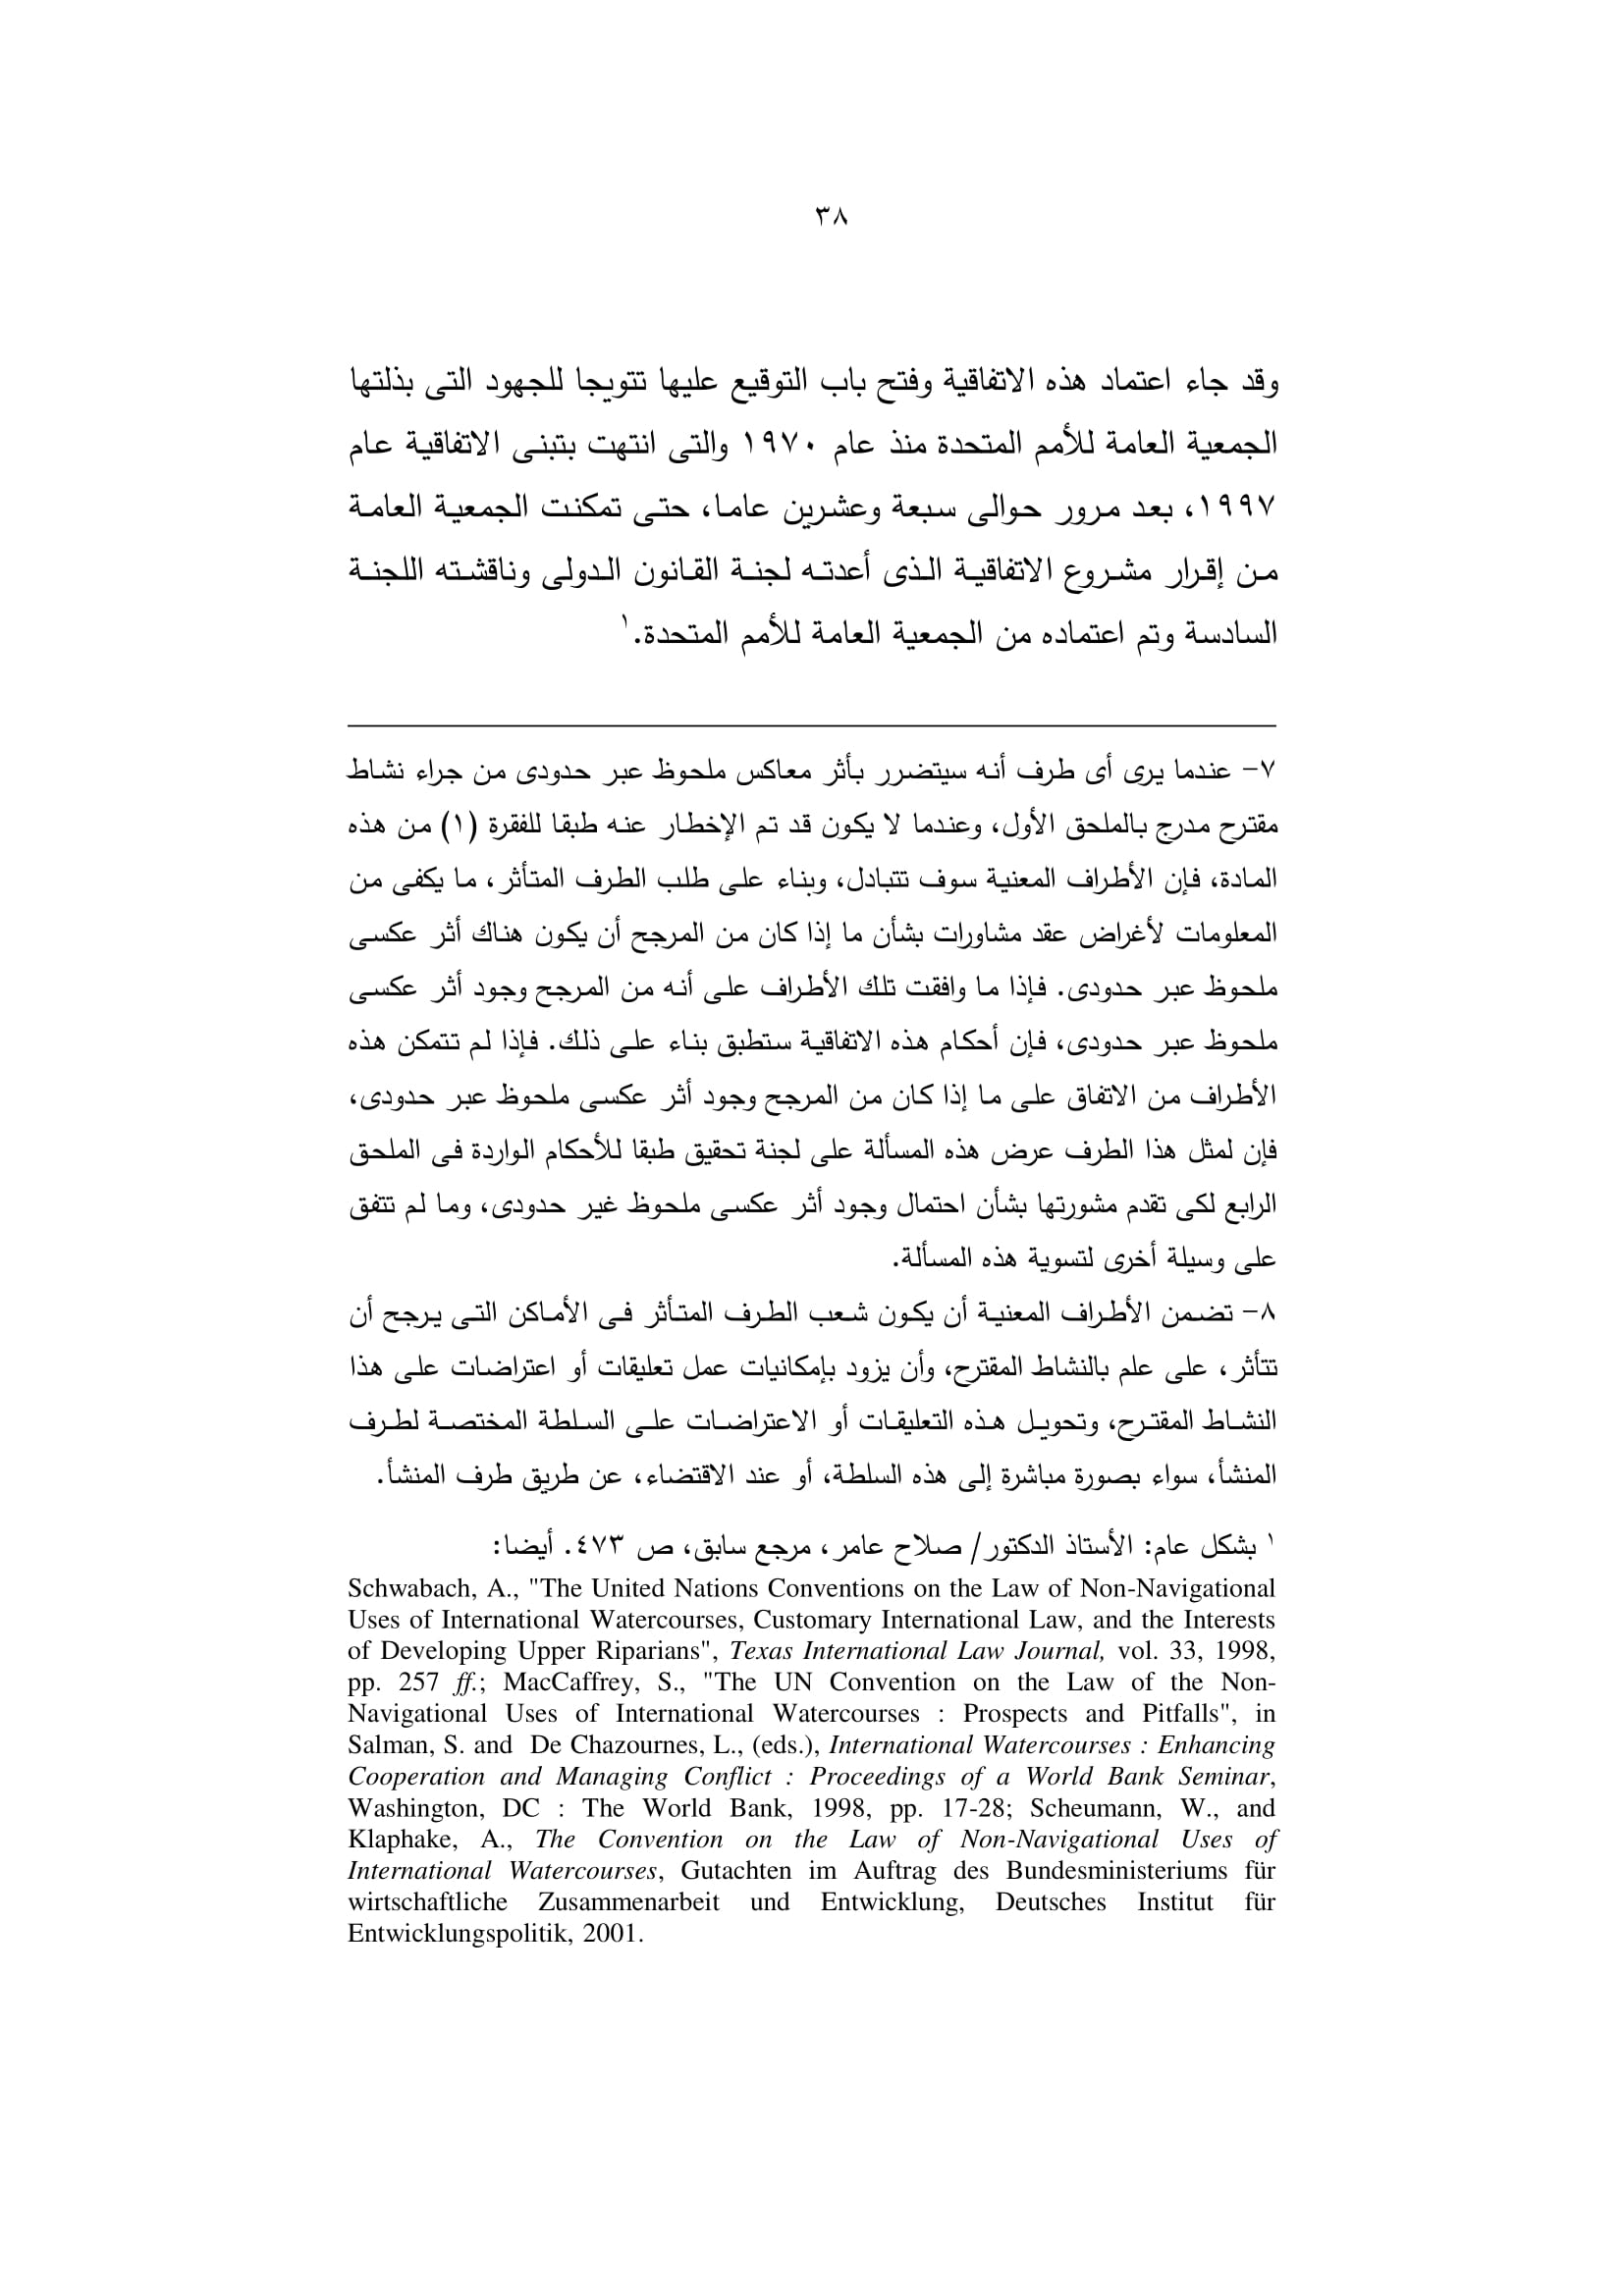 ٣٨
وقد جاء اعتماد هذه الاتفاقية وفتح باب التوقيع عليها تتويجا للجهود التى بذلتها
الجمعية العامة للأمم المتحدة منذ عام ١٩٧٠ والتى انتهت بتبنى الاتفاقية عام
١٩٩٧، بعد مرور حوالى سبعة وعشرين عاما، حتى تمكنت الجمعية العامة
من إقرار مشروع الاتفاقية الذى أعدته لجنة القانون الدولى وناقشته اللجنة
السادسة وتم اعتماده من الجمعية العامة للأمم المتحدة.١
٧- عندما يرى أى طرف أنه سيتضرر بأثر معاكس ملحوظ عبر حدودى من جراء نشاط
مقترح مدرج بالملحق الأول، وعندما لا يكون قد تم الإخطار عنه طبقا للفقرة (١) من هذه
المادة، فإن الأطراف المعنية سوف تتبادل، وبناء على طلب الطرف المتأثر، ما يكفى من
المعلومات لأغراض عقد مشاورات بشأن ما إذا كان من المرجح أن يكون هناك أثر عكسى
ملحوظ عبر حدودى. فإذا ما وافقت تلك الأطراف على أنه من المرجح وجود أثر عكسى
ملحوظ عبر حدودى، فإن أحكام هذه الاتفاقية ستطبق بناء على ذلك. فإذا لم تتمكن هذه
الأطراف من الاتفاق على ما إذا كان من المرجح وجود أثر عكسى ملحوظ عبر حدودى،
فإن لمثل هذا الطرف عرض هذه المسألة على لجنة تحقيق طبقا للأحكام الواردة فى الملحق
الرابع لكى تقدم مشورتها بشأن احتمال وجود أثر عكسى ملحوظ غير حدودى، وما لم تتفق
على وسيلة أخرى لتسوية هذه المسألة.
٨- تضمن الأطراف المعنية أن يكون شعب الطرف المتأثر فى الأماكن التى يرجح أن
تتأثر، على علم بالنشاط المقترح، وأن يزود بإمكانيات عمل تعليقات أو اعتراضات على هذا
النشاط المقترح، وتحويل هذه التعليقات أو الاعتراضات على السلطة المختصة لطرف
المنشأ، سواء بصورة مباشرة إلى هذه السلطة، أو عند الاقتضاء، عن طريق طرف المنشأ.
١ بشكل عام: الأستاذ الدكتور/ صلاح عامر، مرجع سابق، ص ٤٧٣. أيضا:
Schwabach, A., "The United Nations Conventions on the Law of Non-Navigational
Uses of International Watercourses, Customary International Law, and the Interests
of Developing Upper Riparians", Texas International Law Journal, vol. 33, 1998,
pp. 257 ff.; MacCaffrey, S., "The UN Convention on the Law of the Non-
Navigational Uses of International Watercourses : Prospects and Pitfalls", in
Salman, S. and De Chazournes, L., (eds.), International Watercourses : Enhancing
Cooperation and Managing Conflict : Proceedings of a World Bank Seminar,
Washington, DC : The World Bank, 1998, pp. 17-28; Scheumann, W., and
Klaphake, A., The Convention on the Law of Non-Navigational Uses of
International Watercourses, Gutachten im Auftrag des Bundesministeriums für
wirtschaftliche Zusammenarbeit und Entwicklung, Deutsches Institut für
Entwicklungspolitik, 2001.